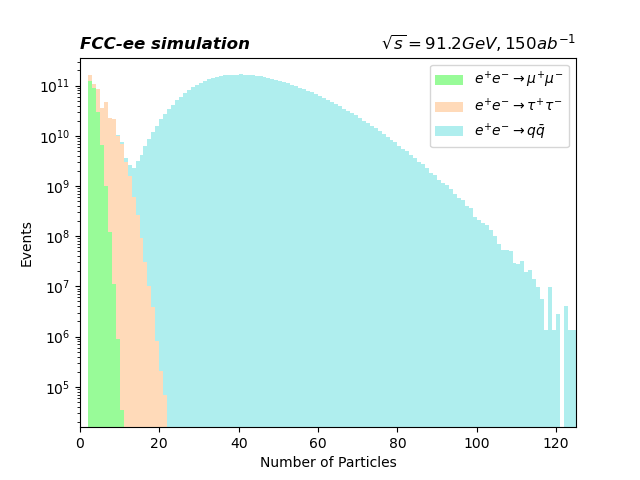 FCC-ee simulation
√s = 91.2GeV, 150ab⁻¹
e⁺e⁻ → μ⁺μ⁻
e⁺e⁻ → τ⁺τ⁻
e⁺e⁻ → qq̄
Events
10¹¹
10¹⁰
10⁹
10⁸
10⁷
10⁶
10⁵
0 20 40 60 80 100 120
Number of Particles